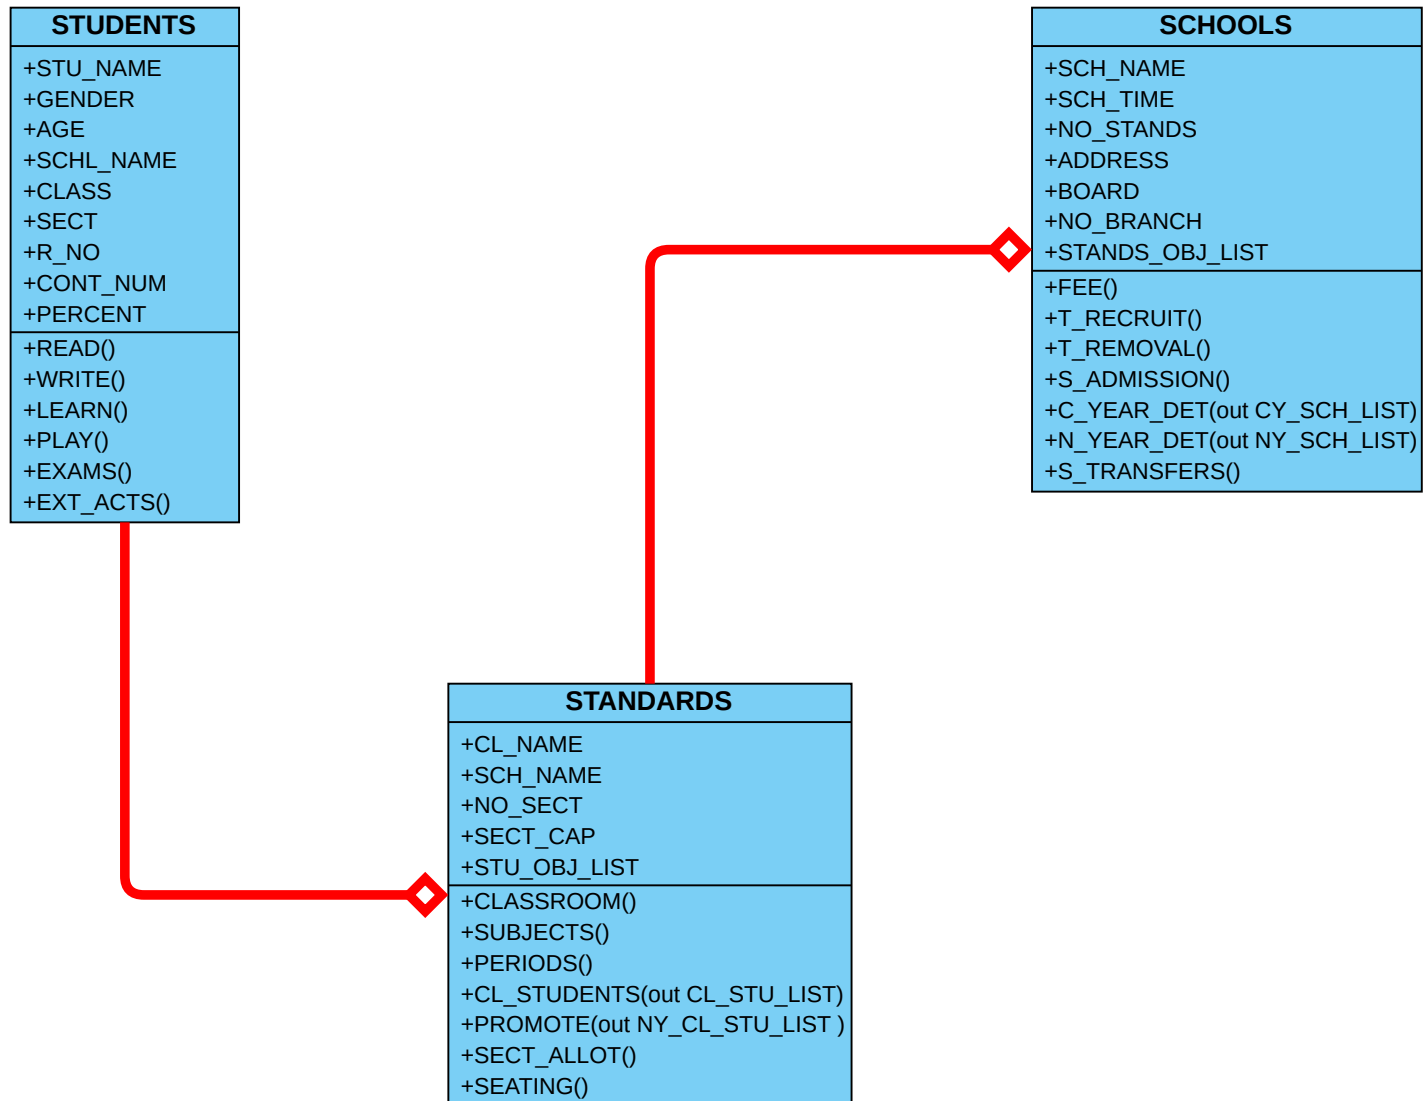 STUDENTS
+STU_NAME
+GENDER
+AGE
+SCHL_NAME
+CLASS
+SECT
+R_NO
+CONT_NUM
+PERCENT
+READ()
+WRITE()
+LEARN()
+PLAY()
+EXAMS()
+EXT_ACTS()
SCHOOLS
+SCH_NAME
+SCH_TIME
+NO_STANDS
+ADDRESS
+BOARD
+NO_BRANCH
+STANDS_OBJ_LIST
+FEE()
+T_RECRUIT()
+T_REMOVAL()
+S_ADMISSION()
+C_YEAR_DET(out CY_SCH_LIST)
+N_YEAR_DET(out NY_SCH_LIST)
+S_TRANSFERS()
STANDARDS
+CL_NAME
+SCH_NAME
+NO_SECT
+SECT_CAP
+STU_OBJ_LIST
+CLASSROOM()
+SUBJECTS()
+PERIODS()
+CL_STUDENTS(out CL_STU_LIST)
+PROMOTE(out NY_CL_STU_LIST )
+SECT_ALLOT()
+SEATING()